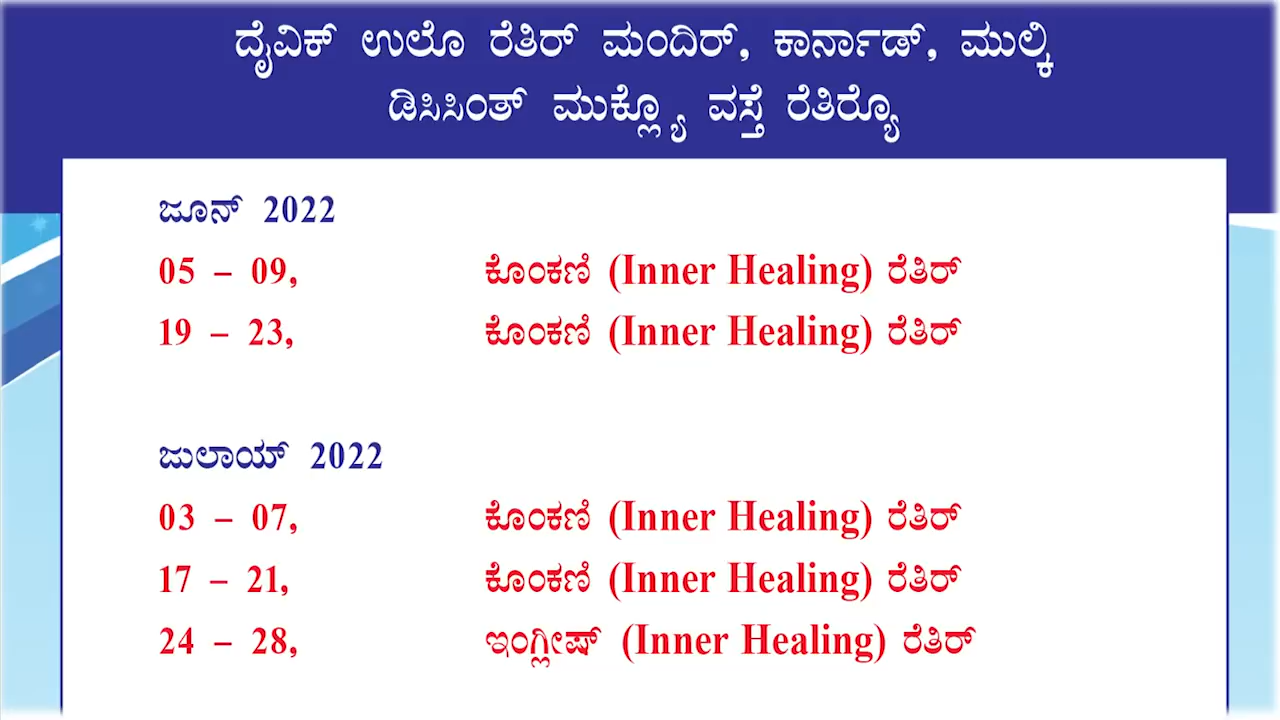 ದೈವಿಕ್ ಉಲೊ ರೆತಿರ್ ಮಂದಿರ್, ಕಾರ್ನಾಡ್, ಮುಲ್ಕಿ
ಡಿಸಿಸಿಂತ್ ಮುಕ್ಲ್ಯೊ ವಸ್ತೆ ರೆತಿರ್‍ಯೊ
ಜೂನ್ 2022
05 – 09, ಕೊಂಕಣಿ (Inner Healing) ರೆತಿರ್
19 – 23, ಕೊಂಕಣಿ (Inner Healing) ರೆತಿರ್
ಜುಲಾಯ್ 2022
03 – 07, ಕೊಂಕಣಿ (Inner Healing) ರೆತಿರ್
17 – 21, ಕೊಂಕಣಿ (Inner Healing) ರೆತಿರ್
24 – 28, ಇಂಗ್ಲೀಷ್ (Inner Healing) ರೆತಿರ್